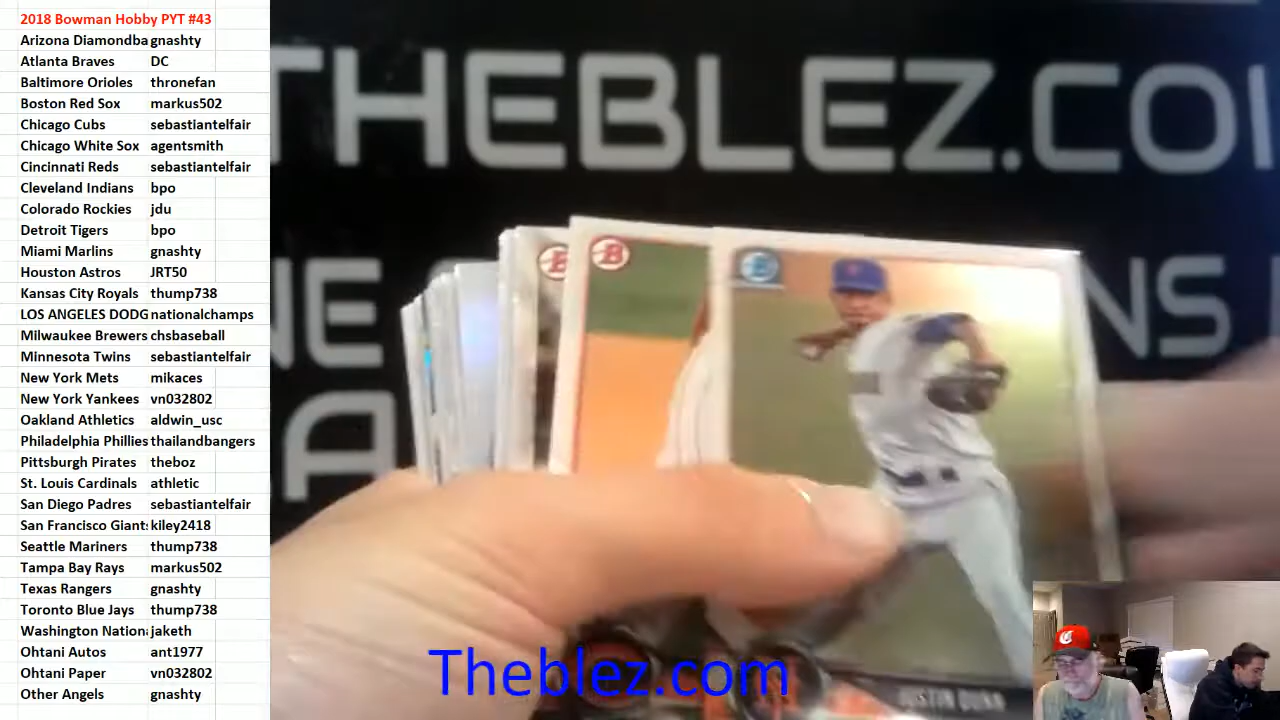 2018 Bowman Hobby PYT #43
Arizona Diamondba gnashty
Atlanta Braves DC
Baltimore Orioles thronefan
Boston Red Sox markus502
Chicago Cubs sebastiantelfair
Chicago White Sox agentsmith
Cincinnati Reds sebastiantelfair
Cleveland Indians bpo
Colorado Rockies jdu
Detroit Tigers bpo
Miami Marlins gnashty
Houston Astros JRT50
Kansas City Royals thump738
LOS ANGELES DODG nationalchamps
Milwaukee Brewers chsbaseball
Minnesota Twins sebastiantelfair
New York Mets mikaces
New York Yankees vn032802
Oakland Athletics aldwin_usc
Philadelphia Phillies thailandbangers
Pittsburgh Pirates theboz
St. Louis Cardinals athletic
San Diego Padres sebastiantelfair
San Francisco Giants kiley2418
Seattle Mariners thump738
Tampa Bay Rays markus502
Texas Rangers gnashty
Toronto Blue Jays thump738
Washington Nation jaketh
Ohtani Autos ant1977
Ohtani Paper vn032802
Other Angels gnashty
THEBLEZ.CO
B
B
B
JUSTIN DUNN
Theblez.com
C